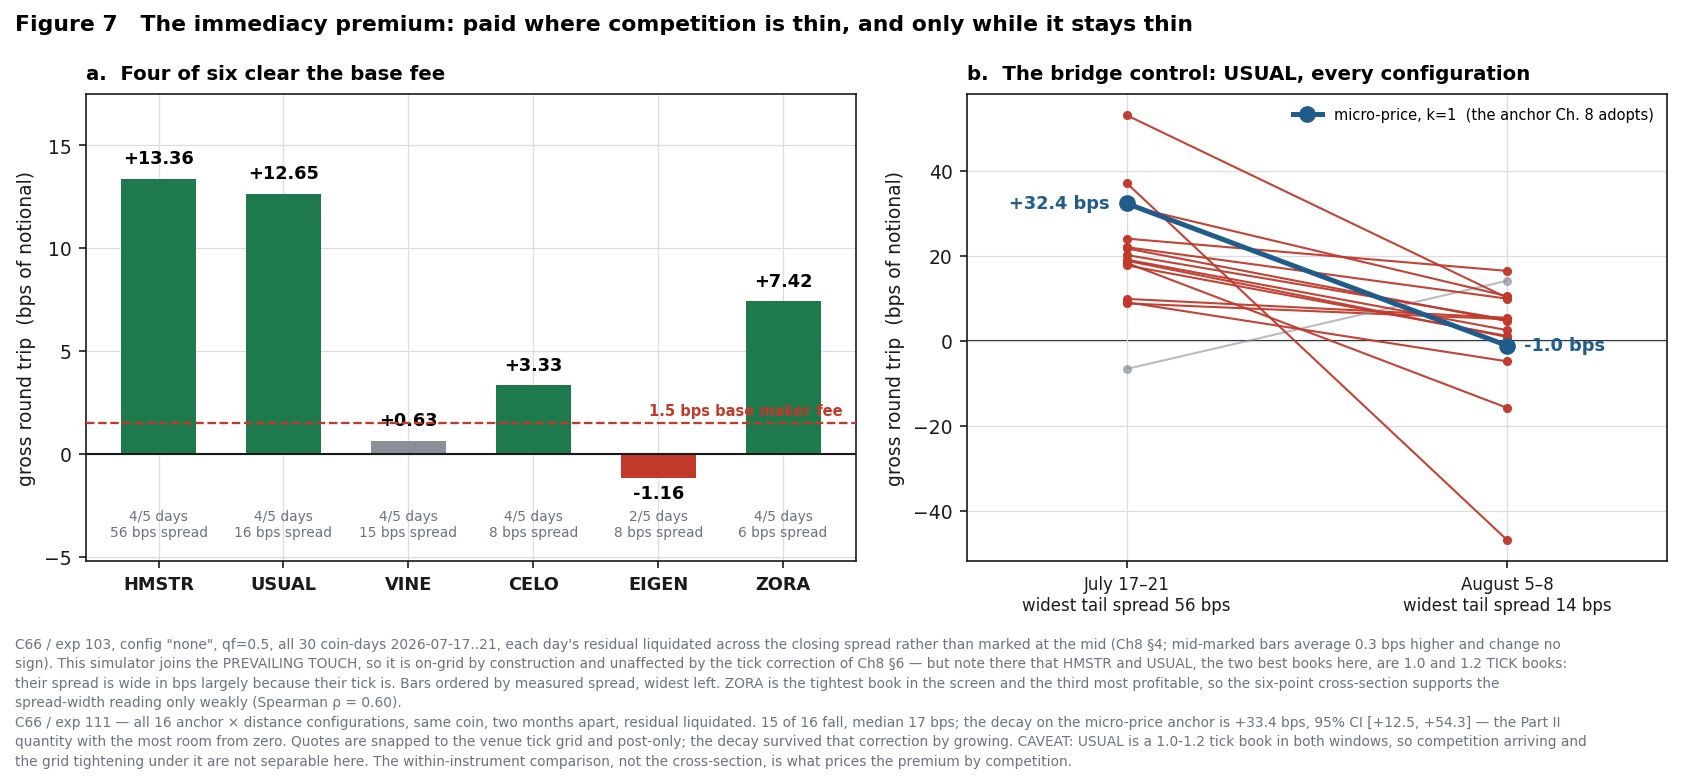 Figure 7   The immediacy premium: paid where competition is thin, and only while it stays thin
a.  Four of six clear the base fee
gross round trip  (bps of notional)
15
10
5
0
−5
+13.36
+12.65
+0.63
+3.33
-1.16
+7.42
1.5 bps base maker fee
4/5 days
56 bps spread
4/5 days
16 bps spread
4/5 days
15 bps spread
4/5 days
8 bps spread
2/5 days
8 bps spread
4/5 days
6 bps spread
HMSTR
USUAL
VINE
CELO
EIGEN
ZORA
b.  The bridge control: USUAL, every configuration
gross round trip  (bps of notional)
40
20
0
−20
−40
micro-price, k=1  (the anchor Ch. 8 adopts)
+32.4 bps
-1.0 bps
July 17–21
widest tail spread 56 bps
August 5–8
widest tail spread 14 bps
C66 / exp 103, config "none", qf=0.5, all 30 coin-days 2026-07-17..21, each day's residual liquidated across the closing spread rather than marked at the mid (Ch8 §4; mid-marked bars average 0.3 bps higher and change no
sign). This simulator joins the PREVAILING TOUCH, so it is on-grid by construction and unaffected by the tick correction of Ch8 §6 — but note there that HMSTR and USUAL, the two best books here, are 1.0 and 1.2 TICK books:
their spread is wide in bps largely because their tick is. Bars ordered by measured spread, widest left. ZORA is the tightest book in the screen and the third most profitable, so the six-point cross-section supports the
spread-width reading only weakly (Spearman ρ = 0.60).
C66 / exp 111 — all 16 anchor × distance configurations, same coin, two months apart, residual liquidated. 15 of 16 fall, median 17 bps; the decay on the micro-price anchor is +33.4 bps, 95% CI [+12.5, +54.3] — the Part II
quantity with the most room from zero. Quotes are snapped to the venue tick grid and post-only; the decay survived that correction by growing. CAVEAT: USUAL is a 1.0-1.2 tick book in both windows, so competition arriving and
the grid tightening under it are not separable here. The within-instrument comparison, not the cross-section, is what prices the premium by competition.